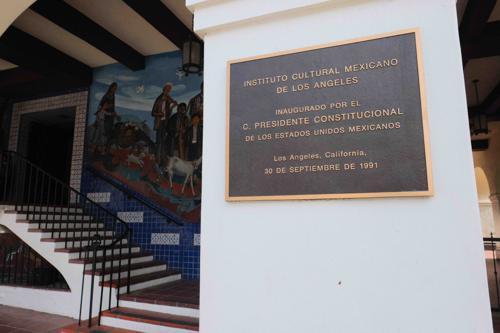 INSTITUTO CULTURAL MEXICANO
DE LOS ANGELES
INAUGURADO POR EL
C. PRESIDENTE CONSTITUCIONAL
DE LOS ESTADOS UNIDOS MEXICANOS
Los Angeles, California,
30 DE SEPTIEMBRE DE 1991